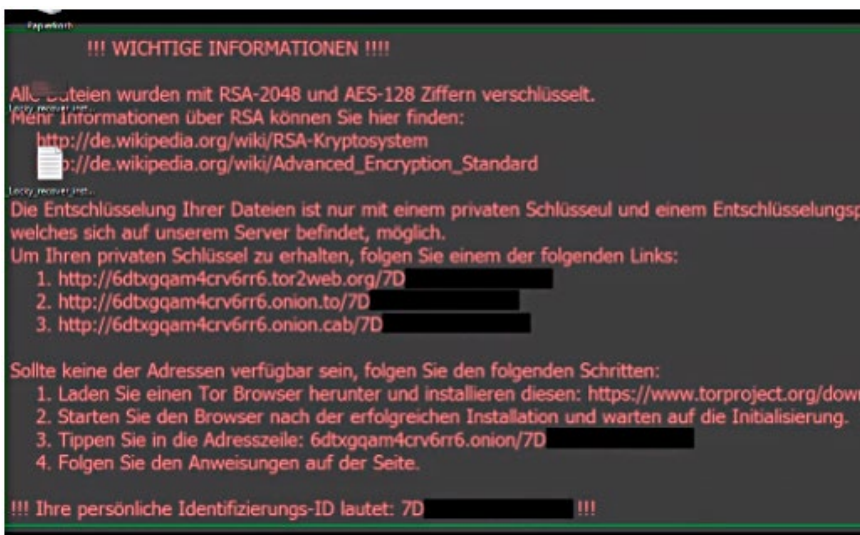 Papierkorb
!!! WICHTIGE INFORMATIONEN !!!!
Alle Dateien wurden mit RSA-2048 und AES-128 Ziffern verschlüsselt.
_Locky_recover_inst...
Mehr Informationen über RSA können Sie hier finden:
http://de.wikipedia.org/wiki/RSA-Kryptosystem
p://de.wikipedia.org/wiki/Advanced_Encryption_Standard
_Locky_recover_inst...
Die Entschlüsselung Ihrer Dateien ist nur mit einem privaten Schlüsseul und einem Entschlüsselungsp
welches sich auf unserem Server befindet, möglich.
Um Ihren privaten Schlüssel zu erhalten, folgen Sie einem der folgenden Links:
1. http://6dtxgqam4crv6rr6.tor2web.org/7D
2. http://6dtxgqam4crv6rr6.onion.to/7D
3. http://6dtxgqam4crv6rr6.onion.cab/7D
Sollte keine der Adressen verfügbar sein, folgen Sie den folgenden Schritten:
1. Laden Sie einen Tor Browser herunter und installieren diesen: https://www.torproject.org/dow
2. Starten Sie den Browser nach der erfolgreichen Installation und warten auf die Initialisierung.
3. Tippen Sie in die Adresszeile: 6dtxgqam4crv6rr6.onion/7D
4. Folgen Sie den Anweisungen auf der Seite.
!!! Ihre persönliche Identifizierungs-ID lautet: 7D !!!